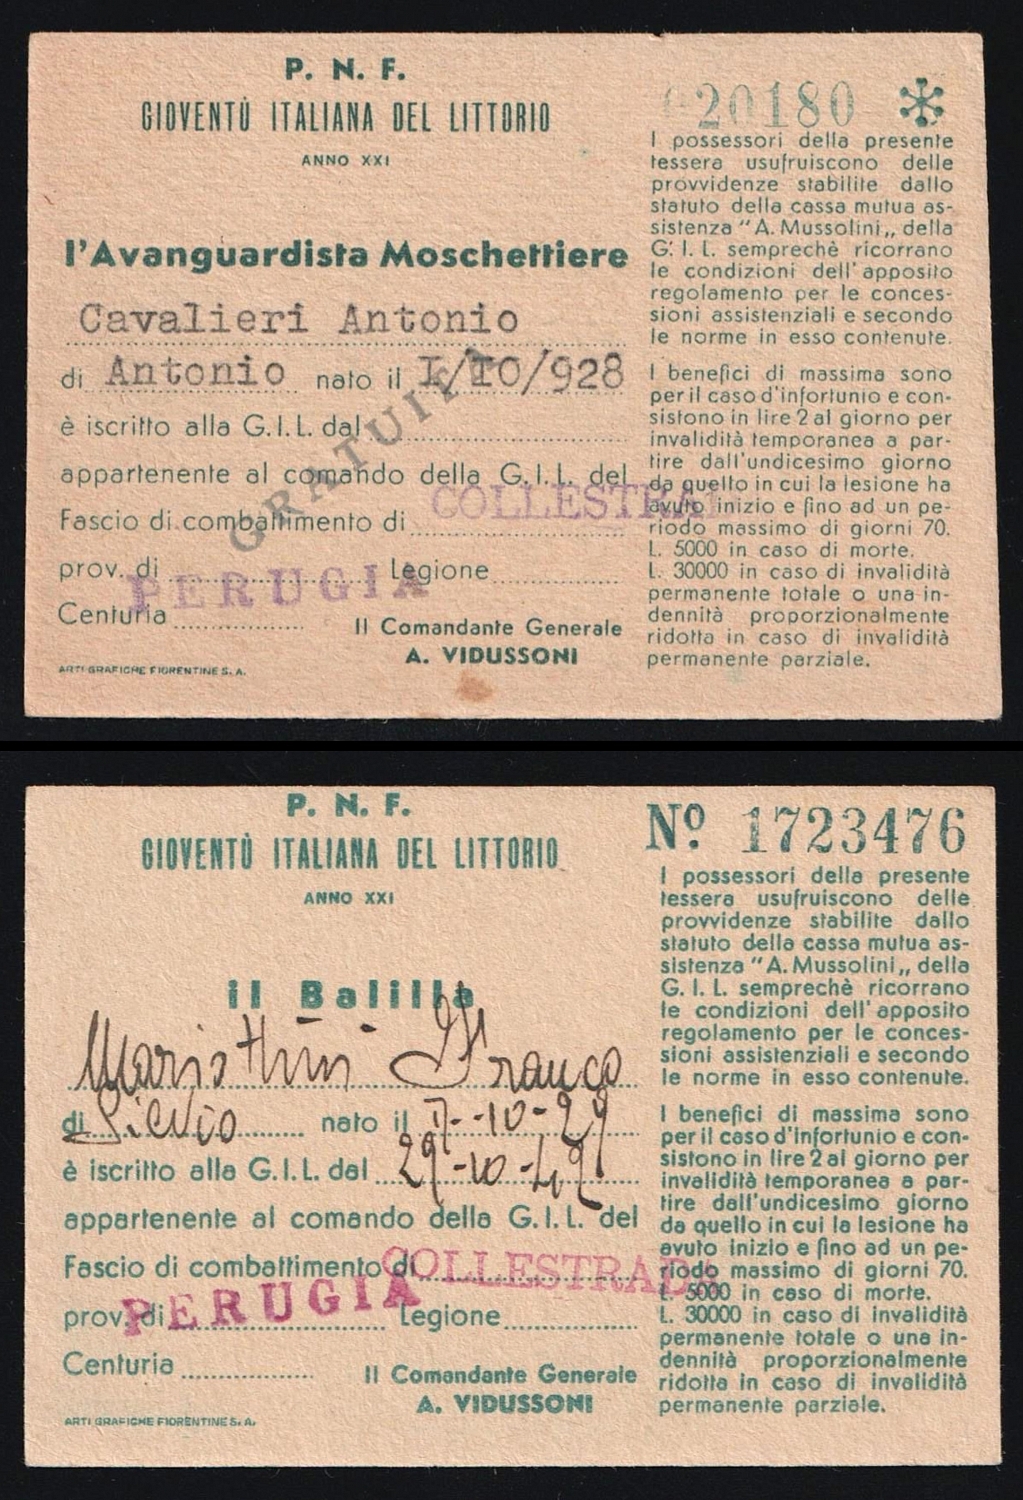 P. N. F.
GIOVENTÙ ITALIANA DEL LITTORIO
ANNO XXI
l'Avanguardista Moschettiere
Cavalieri Antonio
di Antonio nato il I/IO/928
GRATUITA
è iscritto alla G.I.L. dal
appartenente al comando della G.I.L. del
Fascio di combattimento di COLLESTRA
prov. di PERUGIA Legione
Centuria
Il Comandante Generale
A. VIDUSSONI
ARTI GRAFICHE FIORENTINE S. A.
020180 *
I possessori della presente
tessera usufruiscono delle
provvidenze stabilite dallo
statuto della cassa mutua as-
sistenza "A. Mussolini„ della
G. I. L. semprechè ricorrano
le condizioni dell'apposito
regolamento per le conces-
sioni assistenziali e secondo
le norme in esso contenute.
I benefici di massima sono
per il caso d'infortunio e con-
sistono in lire 2 al giorno per
invalidità temporanea a par-
tire dall'undicesimo giorno
da quello in cui la lesione ha
avuto inizio e fino ad un pe-
riodo massimo di giorni 70.
L. 5000 in caso di morte.
L. 30000 in caso di invalidità
permanente totale o una in-
dennità proporzionalmente
ridotta in caso di invalidità
permanente parziale.
P. N. F.
GIOVENTÙ ITALIANA DEL LITTORIO
ANNO XXI
il Balilla
Mariottini Franco
di Silvio nato il 7-10-29
è iscritto alla G.I.L. dal 29-10-42
appartenente al comando della G.I.L. del
Fascio di combattimento di COLLESTRADA
prov. di PERUGIA Legione
Centuria
Il Comandante Generale
A. VIDUSSONI
ARTI GRAFICHE FIORENTINE S. A.
Nº 1723476
I possessori della presente
tessera usufruiscono delle
provvidenze stabilite dallo
statuto della cassa mutua as-
sistenza "A. Mussolini„ della
G. I. L. semprechè ricorrano
le condizioni dell'apposito
regolamento per le conces-
sioni assistenziali e secondo
le norme in esso contenute.
I benefici di massima sono
per il caso d'infortunio e con-
sistono in lire 2 al giorno per
invalidità temporanea a par-
tire dall'undicesimo giorno
da quello in cui la lesione ha
avuto inizio e fino ad un pe-
riodo massimo di giorni 70.
L. 5000 in caso di morte.
L. 30000 in caso di invalidità
permanente totale o una in-
dennità proporzionalmente
ridotta in caso di invalidità
permanente parziale.